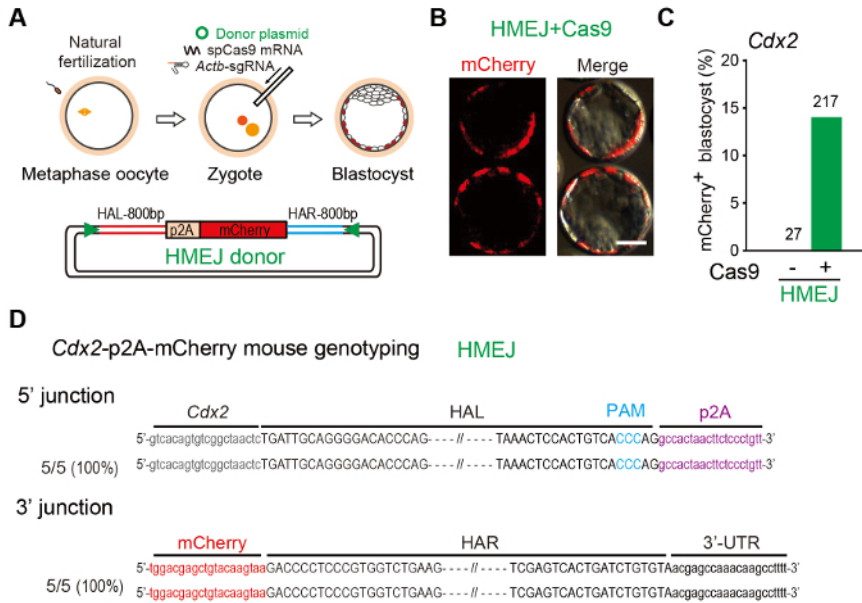 A
Natural
fertilization
Donor plasmid
spCas9 mRNA
Actb-sgRNA
Metaphase oocyte
Zygote
Blastocyst
HAL-800bp
HAR-800bp
p2A
mCherry
HMEJ donor
B
HMEJ+Cas9
mCherry
Merge
C
Cdx2
mCherry+ blastocyst (%)
20
15
10
5
0
27
217
Cas9 - +
HMEJ
D
Cdx2-p2A-mCherry mouse genotyping HMEJ
5' junction
Cdx2 HAL PAM p2A
5'-gtcacagtgtcggctaactcTGATTGCAGGGGACACCCAG----//----TAAACTCCACTGTCACCCAGgccactaacttctccctgtt-3'
5/5 (100%) 5'-gtcacagtgtcggctaactcTGATTGCAGGGGACACCCAG----//----TAAACTCCACTGTCACCCAGgccactaacttctccctgtt-3'
3' junction
mCherry HAR 3'-UTR
5'-tggacgagctgtacaagtaaGACCCCTCCCGTGGTCTGAAG----//----TCGAGTCACTGATCTGTGTAacgagccaaacaagcctttt-3'
5/5 (100%) 5'-tggacgagctgtacaagtaaGACCCCTCCCGTGGTCTGAAG----//----TCGAGTCACTGATCTGTGTAacgagccaaacaagcctttt-3'